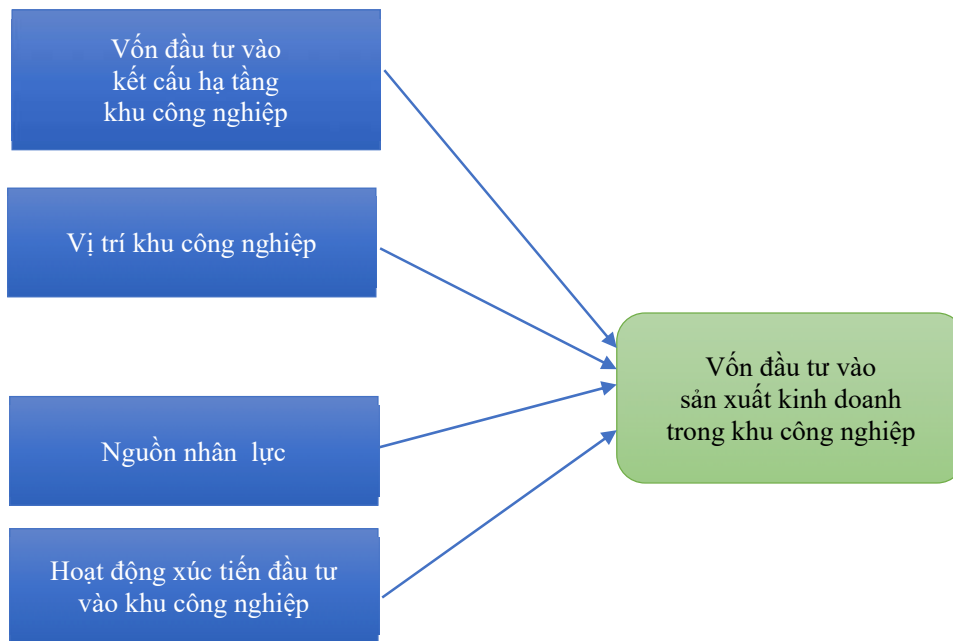 Vốn đầu tư vào
kết cấu hạ tầng
khu công nghiệp
Vị trí khu công nghiệp
Nguồn nhân lực
Hoạt động xúc tiến đầu tư
vào khu công nghiệp
Vốn đầu tư vào
sản xuất kinh doanh
trong khu công nghiệp